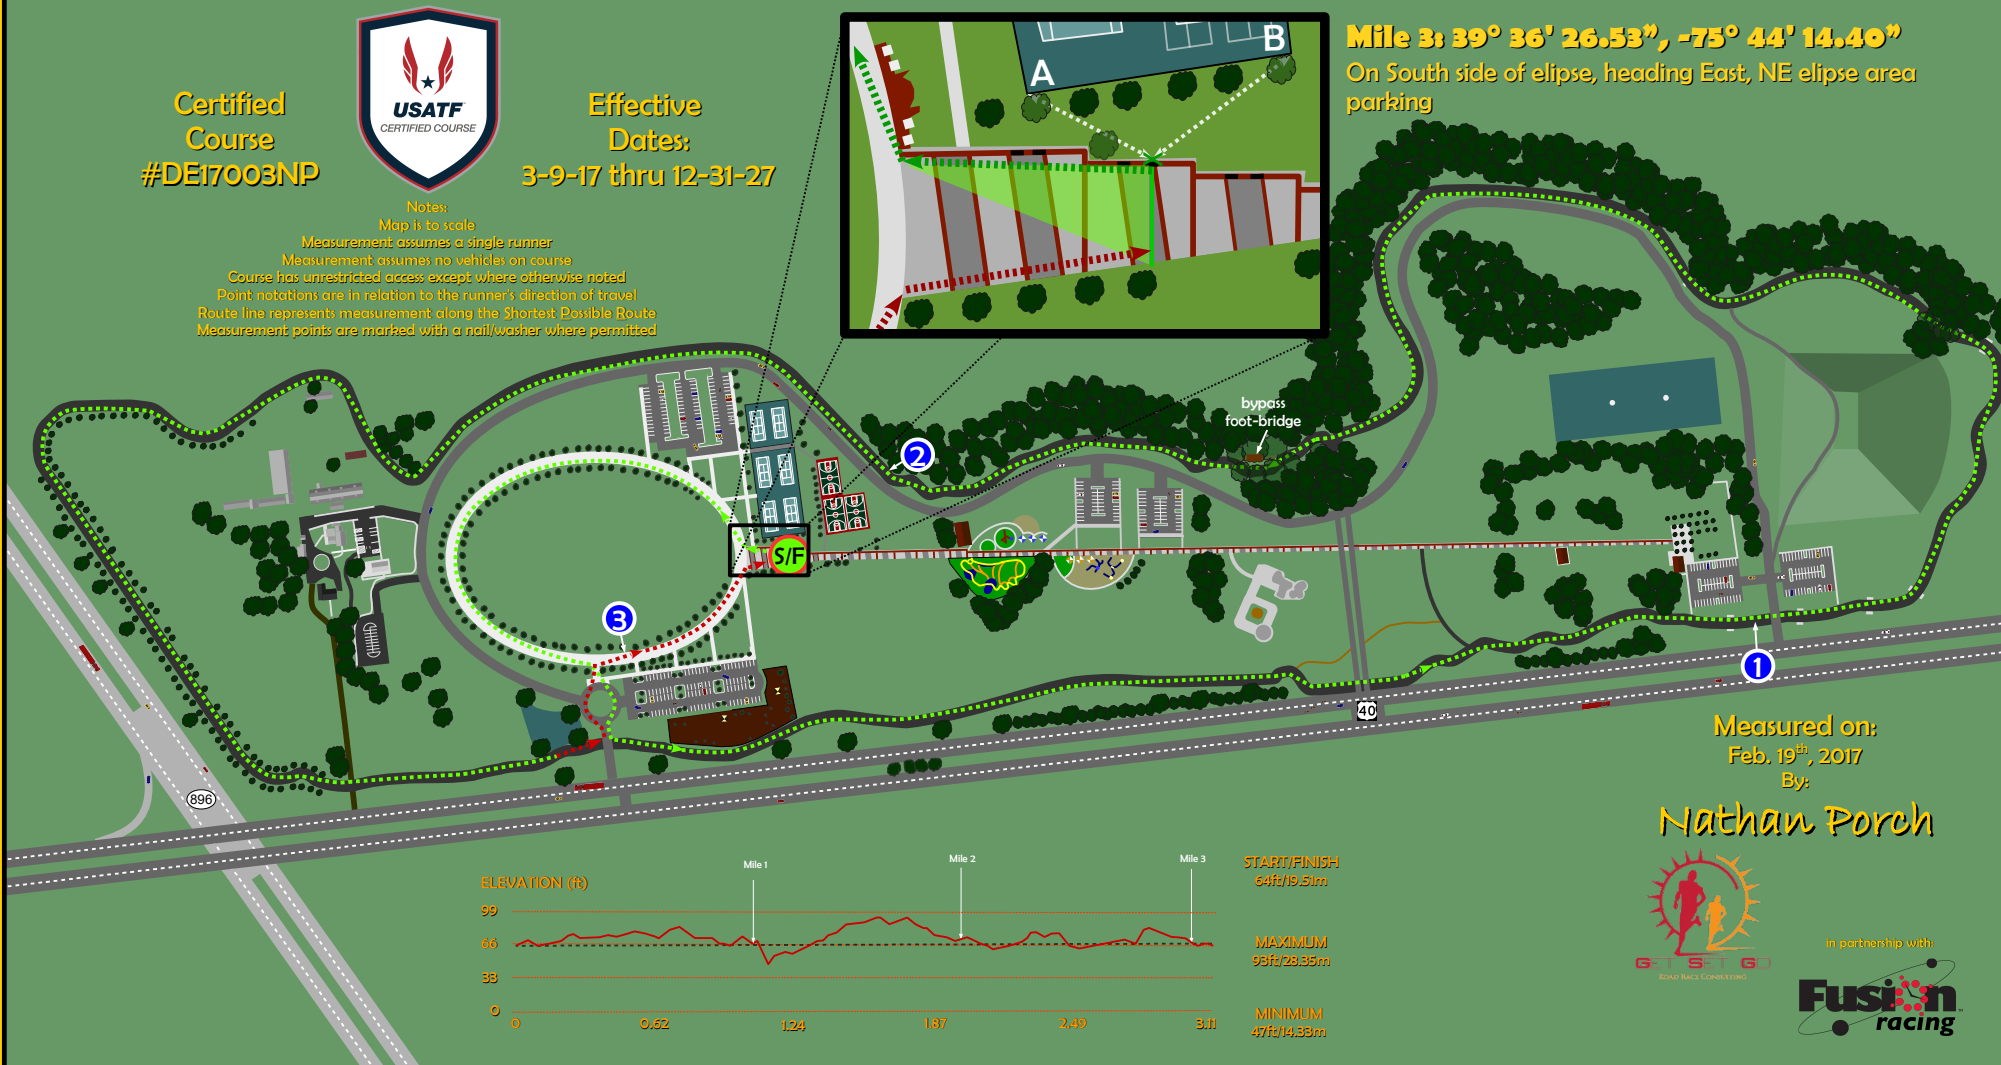 Certified
Course
#DE17003NP
USATF
CERTIFIED COURSE
Effective
Dates:
3-9-17 thru 12-31-27
Notes:
Map is to scale
Measurement assumes a single runner
Measurement assumes no vehicles on course
Course has unrestricted access except where otherwise noted
Point notations are in relation to the runner's direction of travel
Route line represents measurement along the Shortest Possible Route
Measurement points are marked with a nail/washer where permitted
A
B
Mile 3: 39° 36' 26.53”, -75° 44' 14.40”
On South side of elipse, heading East, NE elipse area
parking
bypass
foot-bridge
2
S/F
3
1
40
896
Measured on:
Feb. 19th, 2017
By:
Nathan Porch
GET SET GO
ROAD RACE CONSULTING
in partnership with:
Fusion
racing
ELEVATION (ft)
99
66
33
0
0
0.62
1.24
1.87
2.49
3.11
Mile 1
Mile 2
Mile 3
START/FINISH
64ft/19.51m
MAXIMUM
93ft/28.35m
MINIMUM
47ft/14.33m